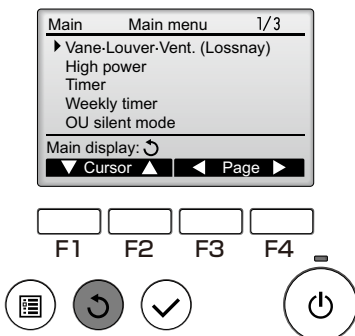 Main Main menu 1/3
Vane·Louver·Vent. (Lossnay)
High power
Timer
Weekly timer
OU silent mode
Main display:
Cursor Page
F1 F2 F3 F4